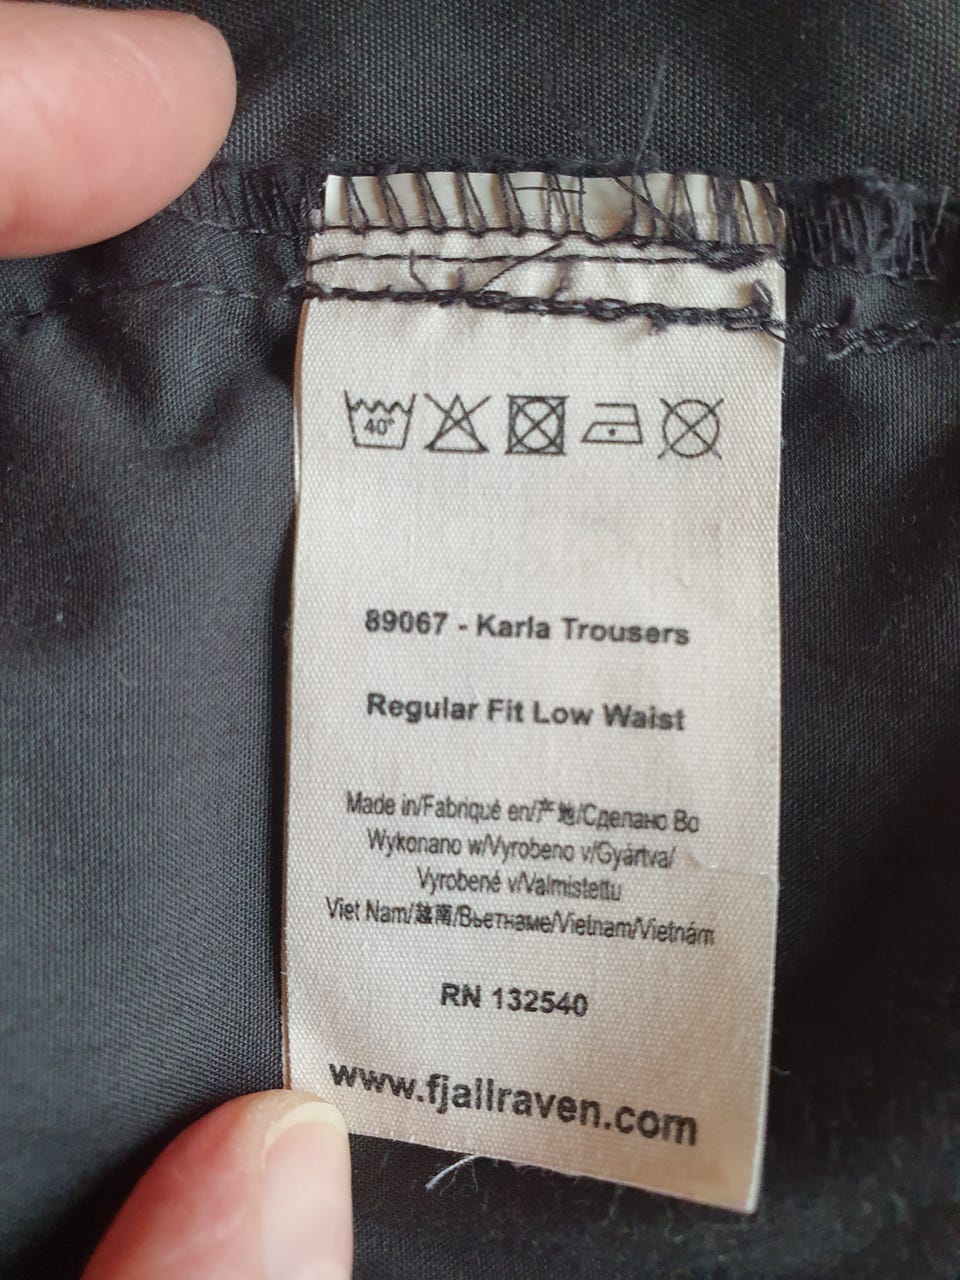 40°
89067 - Karla Trousers
Regular Fit Low Waist
Made in/Fabriqué en/产地/Сделано Во
Wykonano w/Vyrobeno v/Gyártva/
Vyrobené v/Valmistettu
Viet Nam/越南/Вьетнаме/Vietnam/Vietnám
RN 132540
www.fjallraven.com